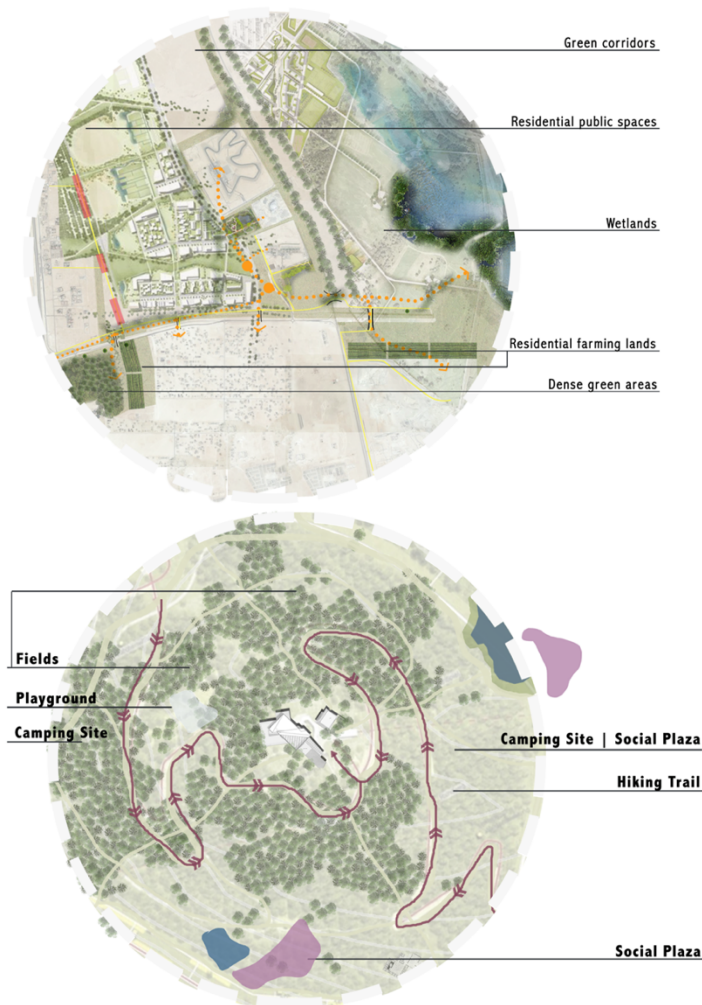 Green corridors
Residential public spaces
Wetlands
Residential farming lands
Dense green areas
Fields
Playground
Camping Site
Camping Site | Social Plaza
Hiking Trail
Social Plaza